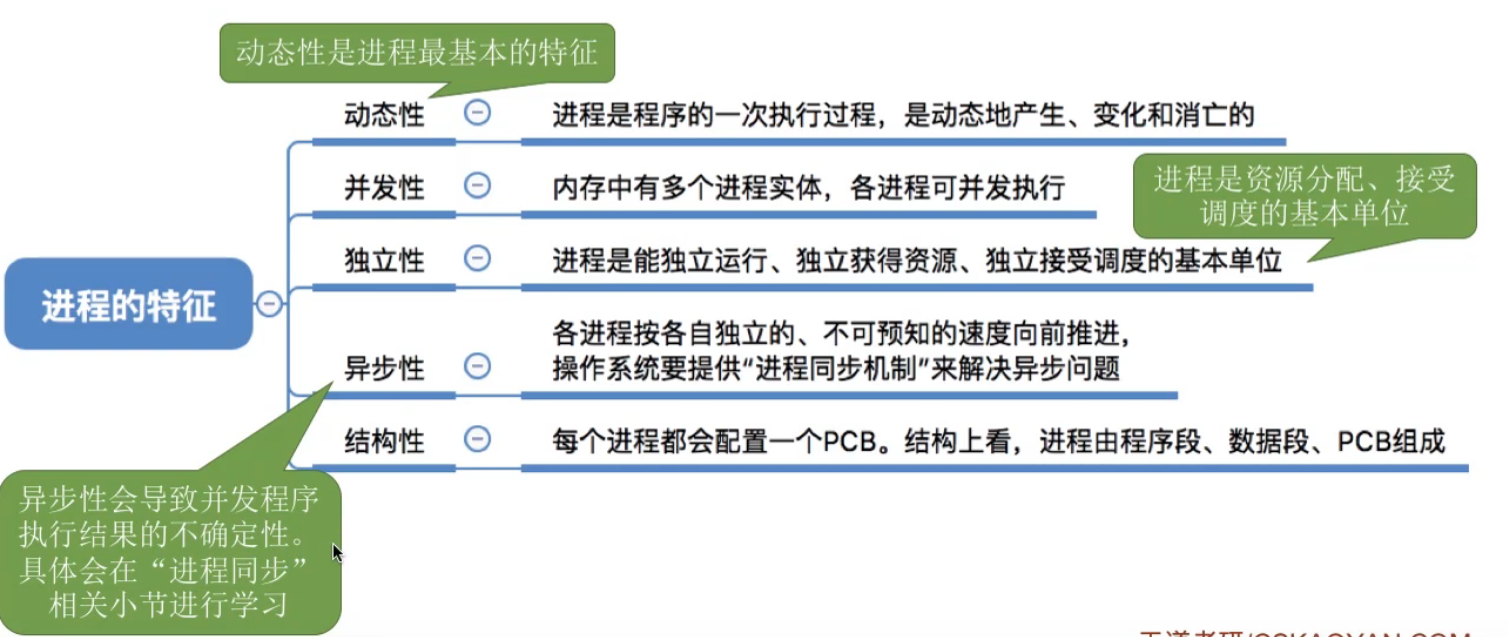 动态性是进程最基本的特征
动态性
进程是程序的一次执行过程，是动态地产生、变化和消亡的
并发性
内存中有多个进程实体，各进程可并发执行
进程是资源分配、接受
调度的基本单位
独立性
进程是能独立运行、独立获得资源、独立接受调度的基本单位
进程的特征
异步性
各进程按各自独立的、不可预知的速度向前推进，
操作系统要提供“进程同步机制”来解决异步问题
结构性
每个进程都会配置一个PCB。结构上看，进程由程序段、数据段、PCB组成
异步性会导致并发程序
执行结果的不确定性。
具体会在“进程同步”
相关小节进行学习